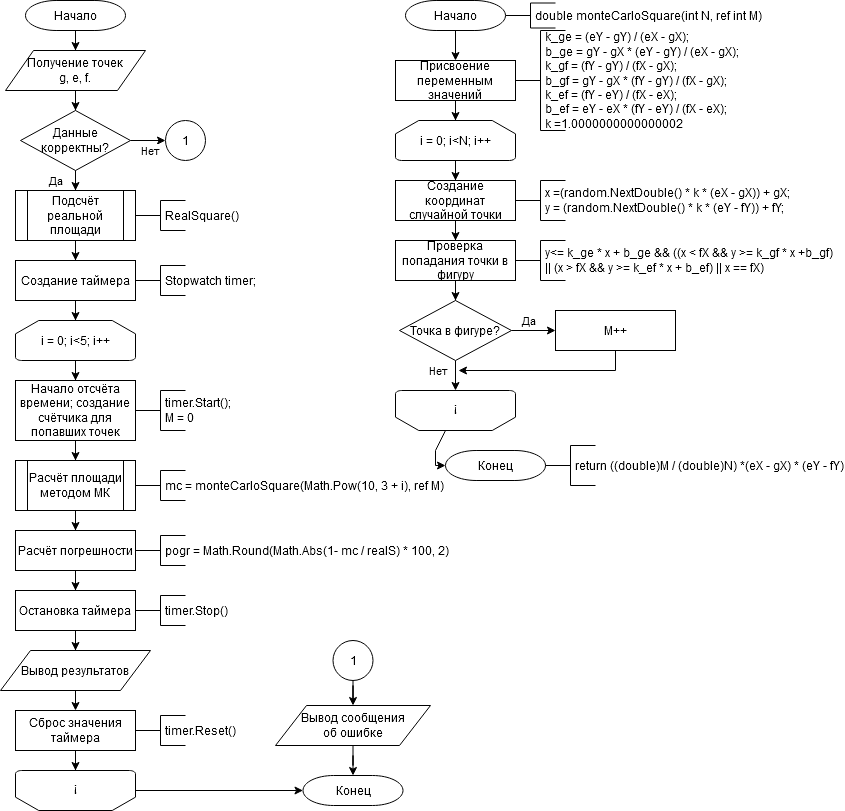 Начало
Получение точек
g, e, f.
Данные
корректны?
Нет
1
Да
Подсчёт
реальной
площади
RealSquare()
Создание таймера
Stopwatch timer;
i = 0; i<5; i++
Начало отсчёта
времени; создание
счётчика для
попавших точек
timer.Start();
M = 0
Расчёт площади
методом МК
mc = monteCarloSquare(Math.Pow(10, 3 + i), ref M)
Расчёт погрешности
pogr = Math.Round(Math.Abs(1- mc / realS) * 100, 2)
Остановка таймера
timer.Stop()
Вывод результатов
Сброс значения
таймера
timer.Reset()
i
1
Вывод сообщения
об ошибке
Конец
Начало
double monteCarloSquare(int N, ref int M)
Присвоение
переменным
значений
k_ge = (eY - gY) / (eX - gX);
b_ge = gY - gX * (eY - gY) / (eX - gX);
k_gf = (fY - gY) / (fX - gX);
b_gf = gY - gX * (fY - gY) / (fX - gX);
k_ef = (fY - eY) / (fX - eX);
b_ef = eY - eX * (fY - eY) / (fX - eX);
k =1.0000000000000002
i = 0; i<N; i++
Создание
координат
случайной точки
x =(random.NextDouble() * k * (eX - gX)) + gX;
y = (random.NextDouble() * k * (eY - fY)) + fY;
Проверка
попадания точки в
фигуру
y<= k_ge * x + b_ge && ((x < fX && y >= k_gf * x +b_gf)
|| (x > fX && y >= k_ef * x + b_ef) || x == fX)
Точка в фигуре?
Да
M++
Нет
i
Конец
return ((double)M / (double)N) *(eX - gX) * (eY - fY)